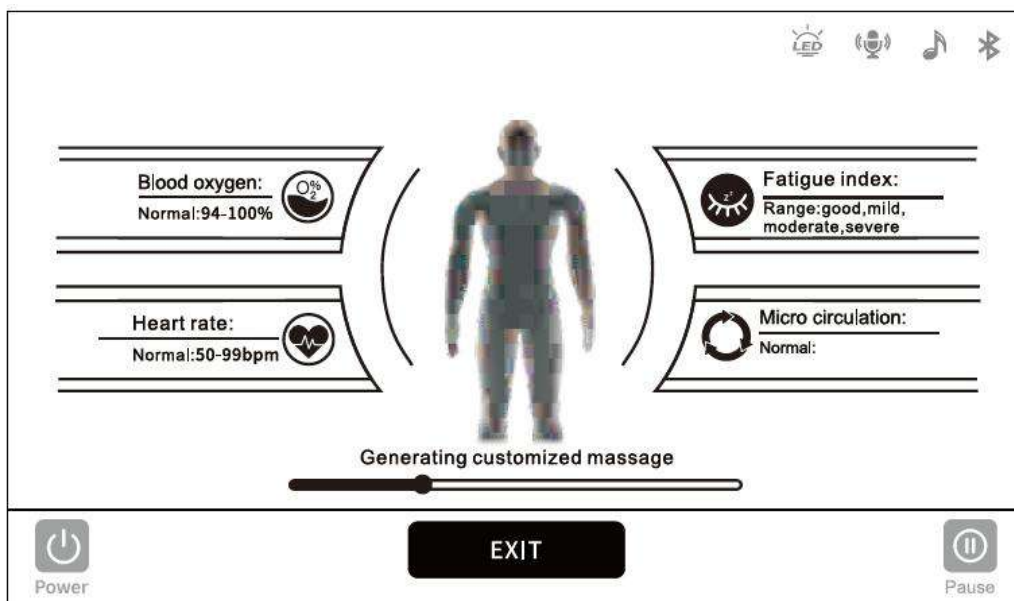 LED
Blood oxygen:
Normal:94-100%
O₂%
Fatigue index:
Range:good,mild,
moderate,severe
Heart rate:
Normal:50-99bpm
Micro circulation:
Normal:
Generating customized massage
Power
EXIT
Pause